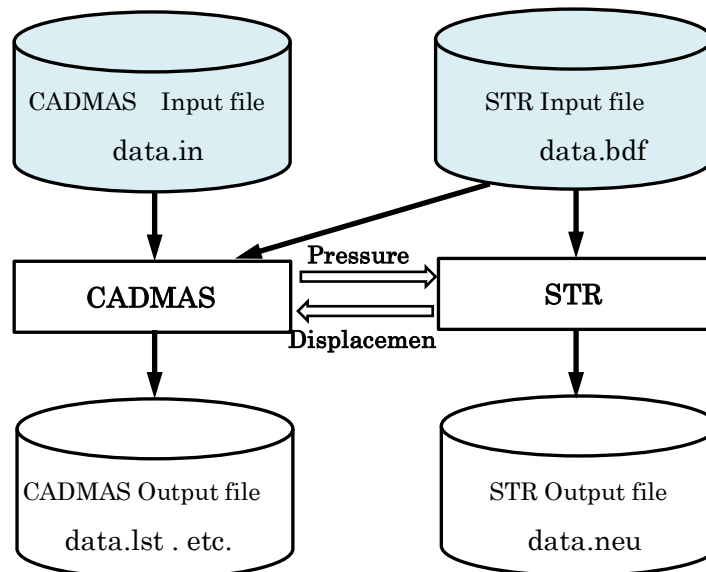 CADMAS Input file
data.in
STR Input file
data.bdf
Pressure
CADMAS
STR
Displacemen
CADMAS Output file
data.lst . etc.
STR Output file
data.neu